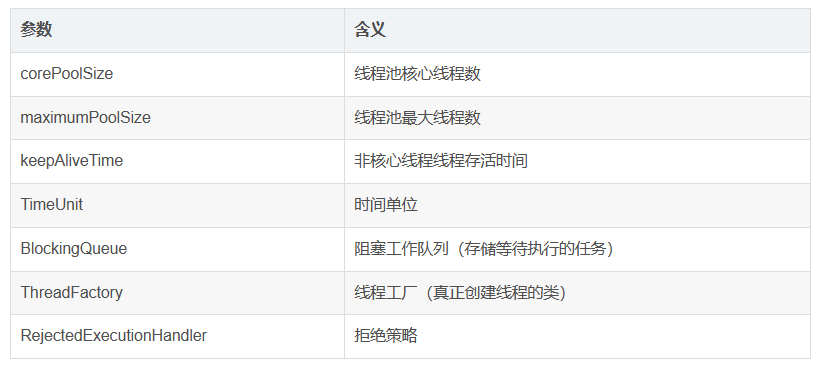 参数 含义
corePoolSize 线程池核心线程数
maximumPoolSize 线程池最大线程数
keepAliveTime 非核心线程线程存活时间
TimeUnit 时间单位
BlockingQueue 阻塞工作队列（存储等待执行的任务）
ThreadFactory 线程工厂（真正创建线程的类）
RejectedExecutionHandler 拒绝策略